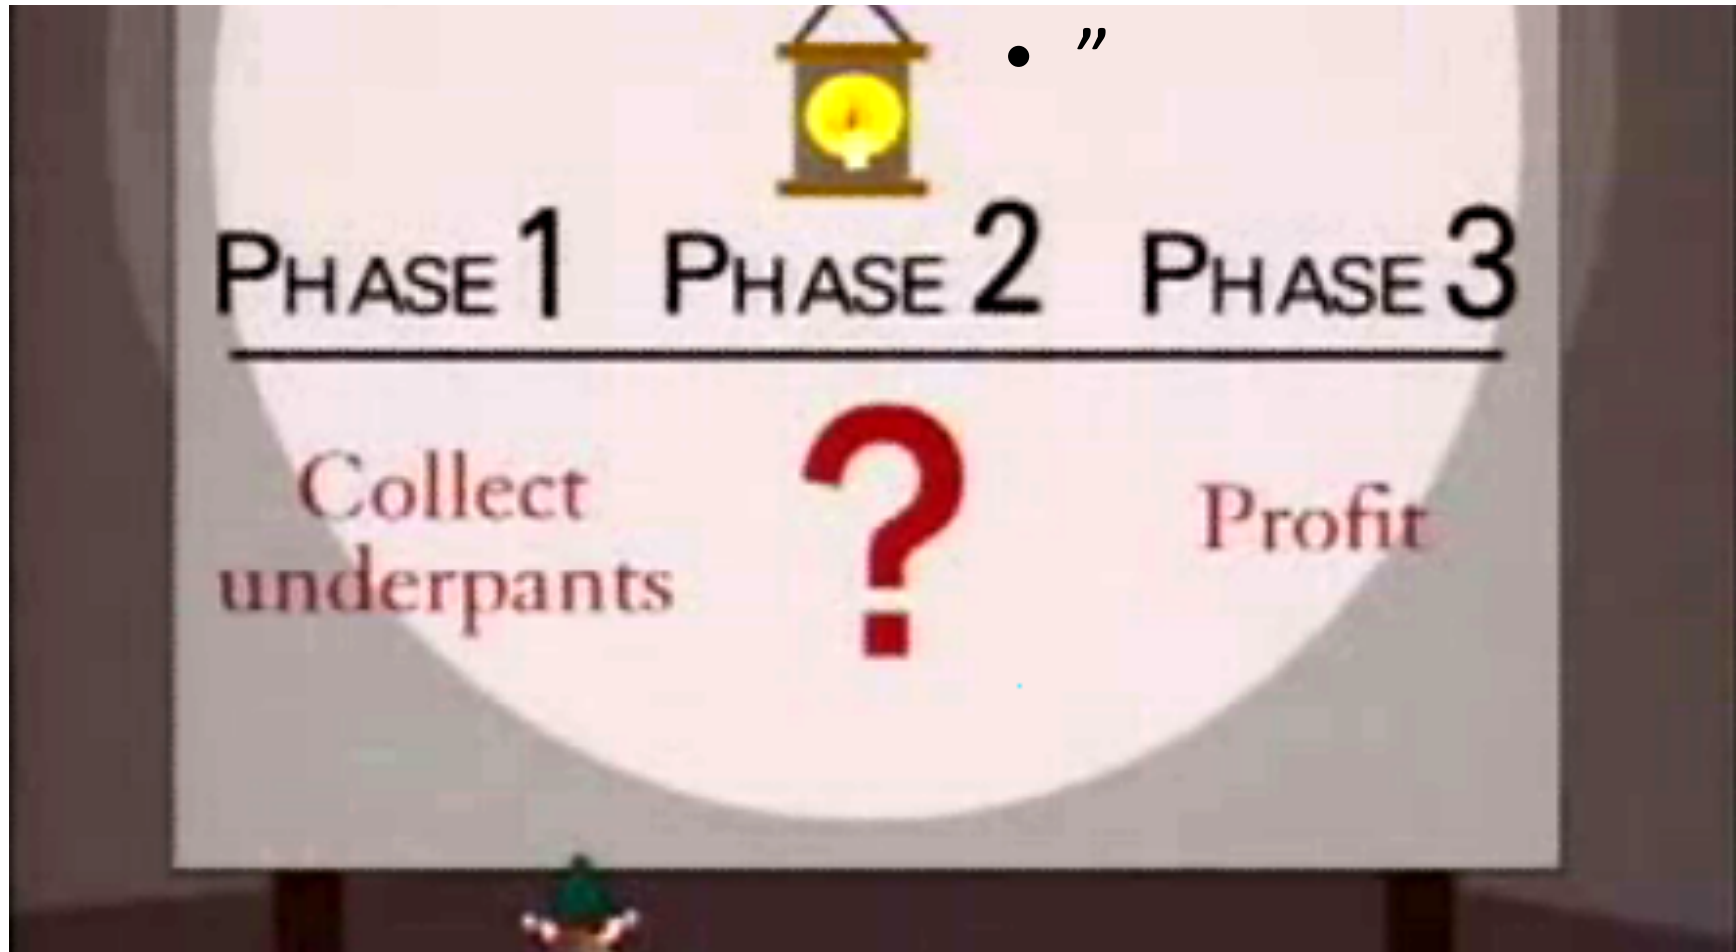 • ”
PHASE 1 PHASE 2 PHASE 3
Collect underpants ? Profit